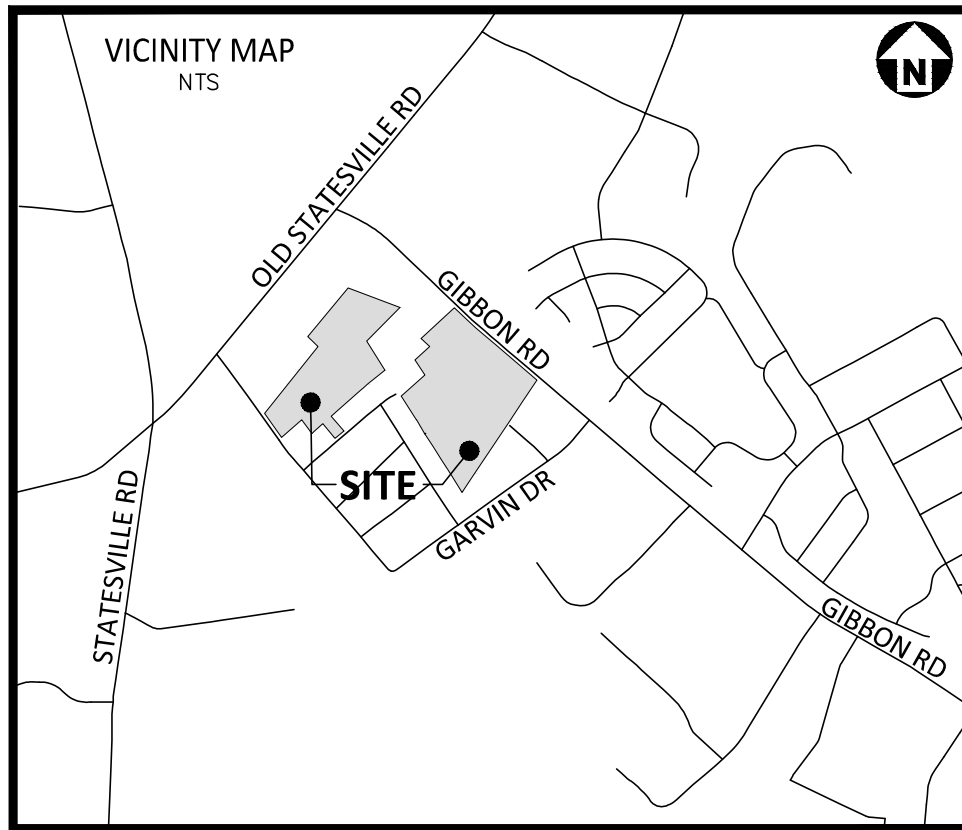 VICINITY MAP
NTS
N
OLD STATESVILLE RD
GIBBON RD
SITE
GARVIN DR
STATESVILLE RD
GIBBON RD